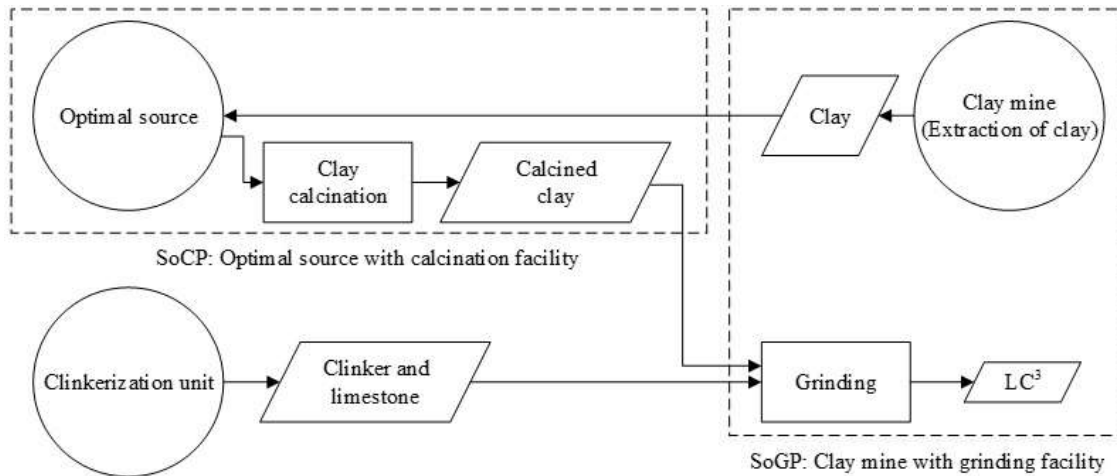 Optimal source
Clay
Clay mine
(Extraction of clay)
Clay
calcination
Calcined
clay
SoCP: Optimal source with calcination facility
Clinkerization unit
Clinker and
limestone
Grinding
LC³
SoGP: Clay mine with grinding facility